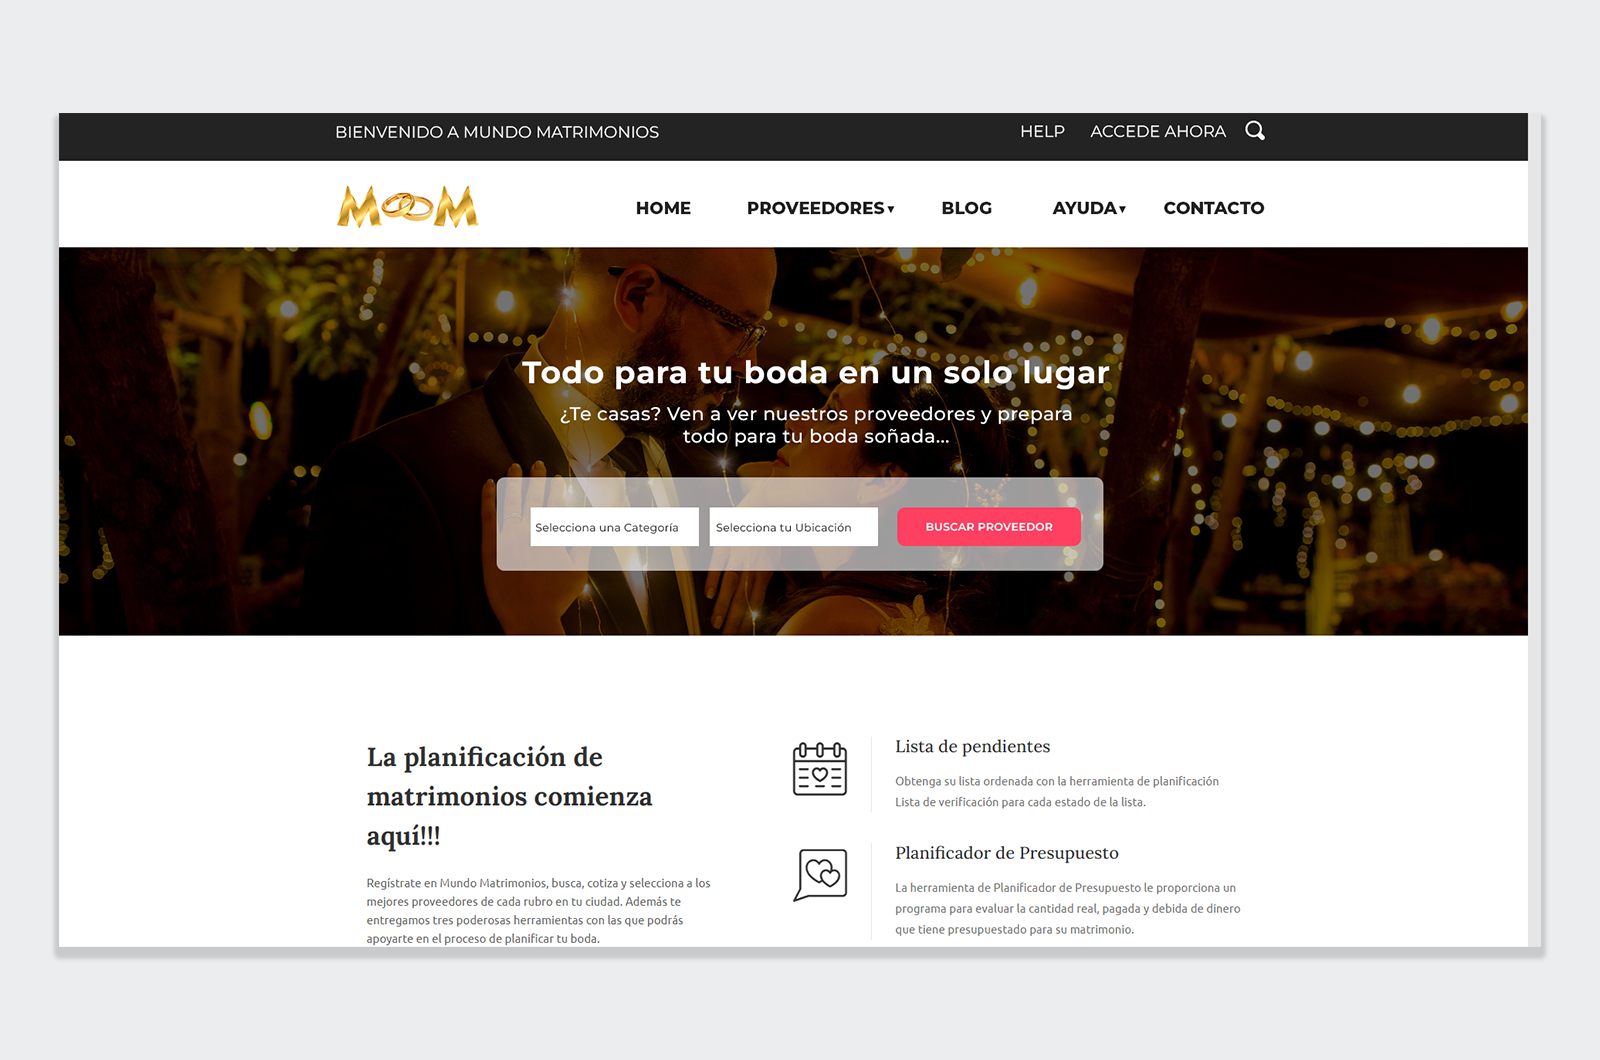 BIENVENIDO A MUNDO MATRIMONIOS
HELP ACCEDE AHORA
M M
HOME PROVEEDORES▾ BLOG AYUDA▾ CONTACTO
Todo para tu boda en un solo lugar
¿Te casas? Ven a ver nuestros proveedores y prepara
todo para tu boda soñada...
Selecciona una Categoría
Selecciona tu Ubicación
BUSCAR PROVEEDOR
La planificación de
matrimonios comienza
aquí!!!
Regístrate en Mundo Matrimonios, busca, cotiza y selecciona a los
mejores proveedores de cada rubro en tu ciudad. Además te
entregamos tres poderosas herramientas con las que podrás
apoyarte en el proceso de planificar tu boda.
Lista de pendientes
Obtenga su lista ordenada con la herramienta de planificación
Lista de verificación para cada estado de la lista.
Planificador de Presupuesto
La herramienta de Planificador de Presupuesto le proporciona un
programa para evaluar la cantidad real, pagada y debida de dinero
que tiene presupuestado para su matrimonio.